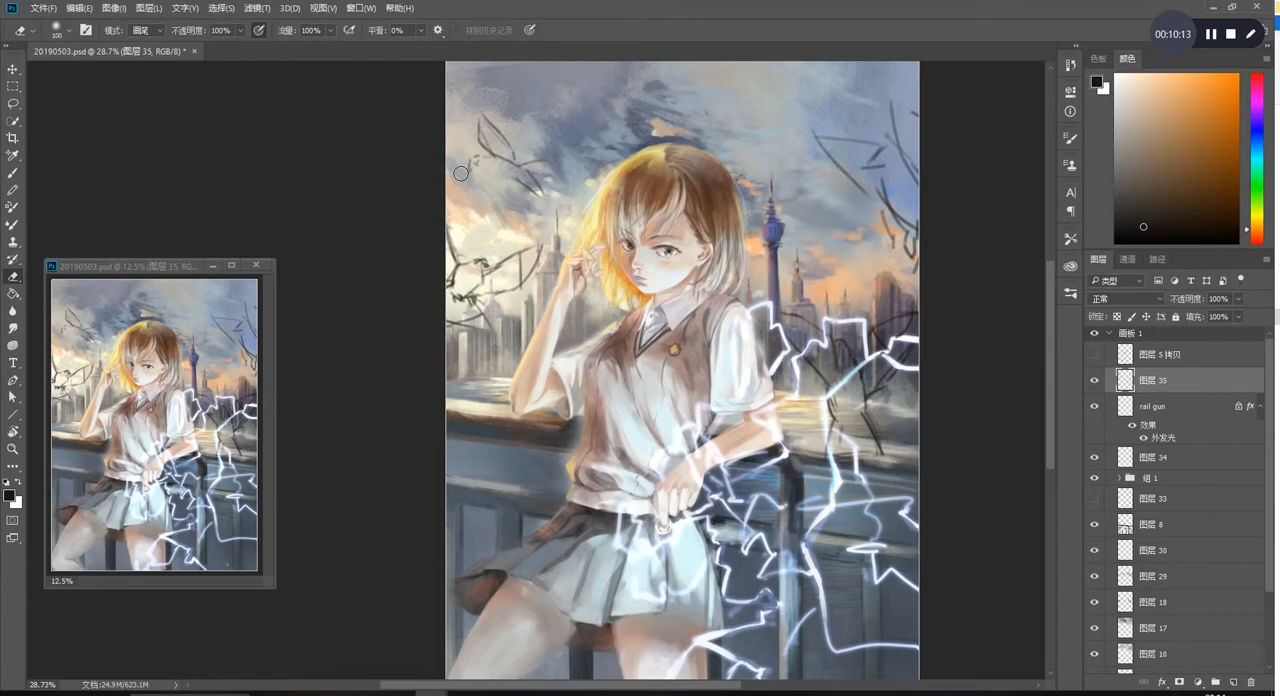 文件(F) 编辑(E) 图像(I) 图层(L) 文字(Y) 选择(S) 滤镜(T) 3D(D) 视图(V) 窗口(W) 帮助(H)
100 模式: 画笔 不透明度: 100% 流量: 100% 平滑: 0% 抹到历史记录
00:10:13
20190503.psd @ 28.7% (图层 35, RGB/8) * ×
色板 颜色
20190503.psd @ 12.5% (图层 35, RG...
12.5%
图层 通道 路径
类型
正常 不透明度: 100%
锁定: 填充: 100%
画板 1
图层 5 拷贝
图层 35
rail gun fx
效果
外发光
图层 34
组 1
图层 33
图层 8
图层 30
图层 29
图层 18
图层 17
图层 10
28.73% 文档:24.9M/623.1M